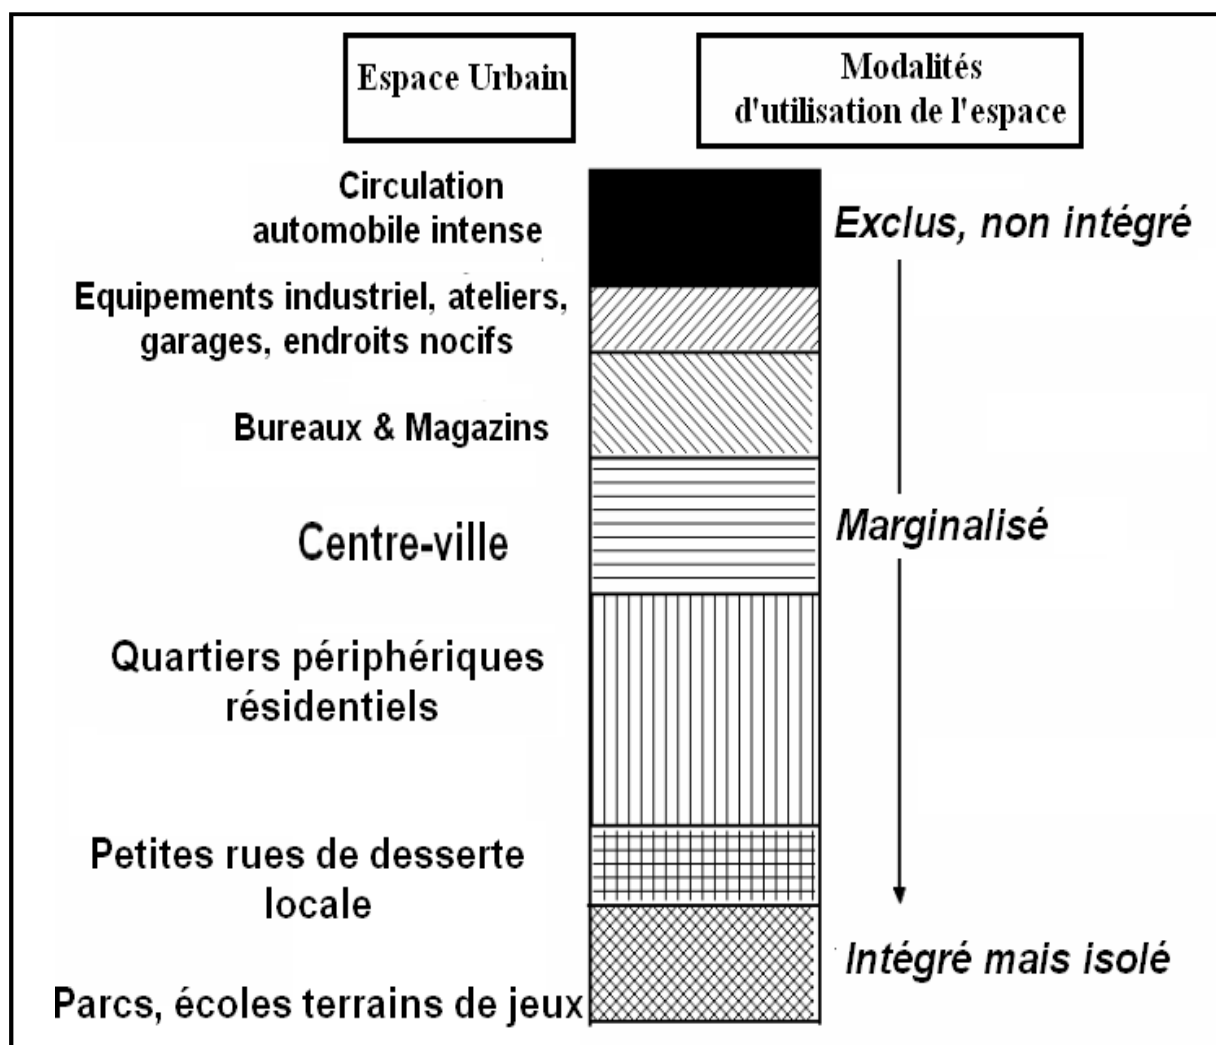 Espace Urbain
Modalités
d'utilisation de l'espace
Circulation
automobile intense
Exclus, non intégré
Equipements industriel, ateliers,
garages, endroits nocifs
Bureaux & Magazins
Centre-ville
Marginalisé
Quartiers périphériques
résidentiels
Petites rues de desserte
locale
Intégré mais isolé
Parcs, écoles terrains de jeux